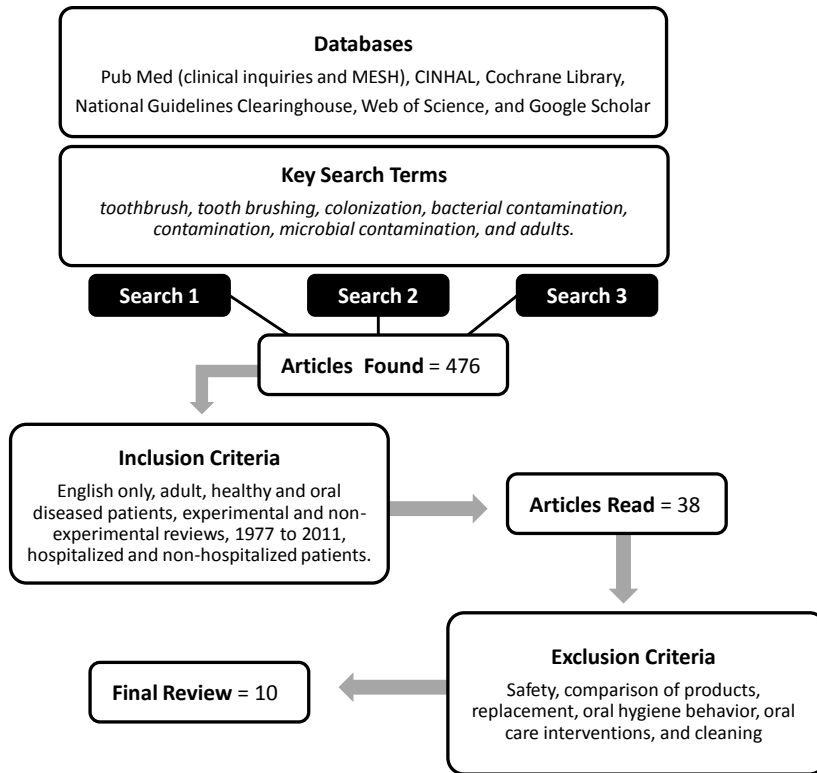 Databases
Pub Med (clinical inquiries and MESH), CINHAL, Cochrane Library,
National Guidelines Clearinghouse, Web of Science, and Google Scholar
Key Search Terms
toothbrush, tooth brushing, colonization, bacterial contamination,
contamination, microbial contamination, and adults.
Search 1
Search 2
Search 3
Articles Found = 476
Inclusion Criteria
English only, adult, healthy and oral
diseased patients, experimental and non-
experimental reviews, 1977 to 2011,
hospitalized and non-hospitalized patients.
Articles Read = 38
Exclusion Criteria
Safety, comparison of products,
replacement, oral hygiene behavior, oral
care interventions, and cleaning
Final Review = 10